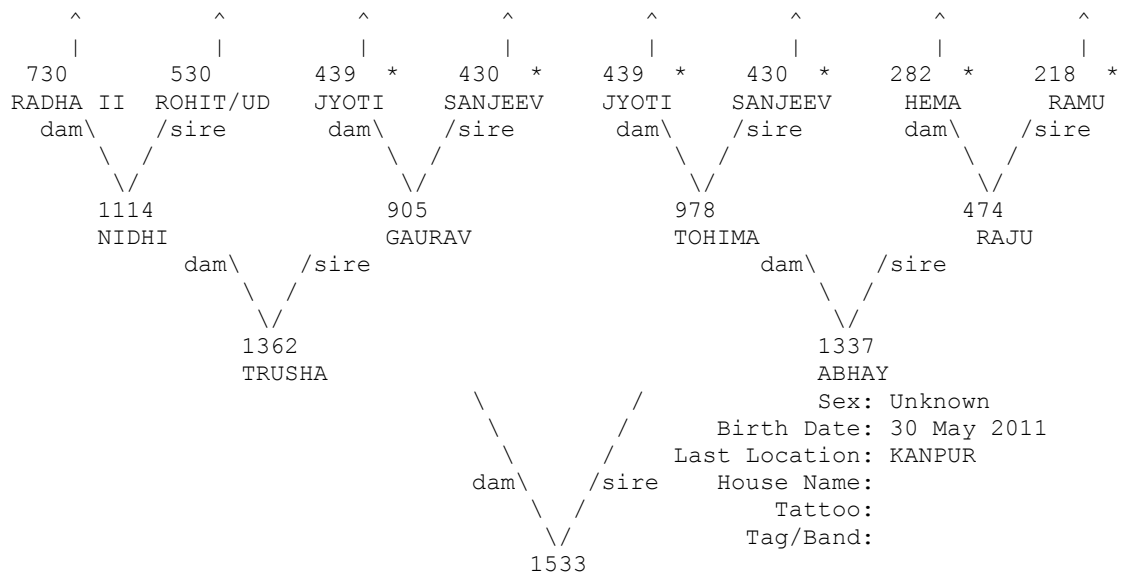 ^ ^ ^ ^ ^ ^ ^ ^
| | | | | | | |
730 530 439 * 430 * 439 * 430 * 282 * 218 *
RADHA II ROHIT/UD JYOTI SANJEEV JYOTI SANJEEV HEMA RAMU
dam\ /sire dam\ /sire dam\ /sire dam\ /sire
\ / \ / \ / \ /
\/ \/ \/ \/
1114 905 978 474
NIDHI GAURAV TOHIMA RAJU
dam\ /sire dam\ /sire
\ / \ /
\/ \/
1362 1337
TRUSHA ABHAY
\ / Sex: Unknown
\ / Birth Date: 30 May 2011
\ / Last Location: KANPUR
dam\ /sire House Name:
\ / Tattoo:
\/ Tag/Band:
1533